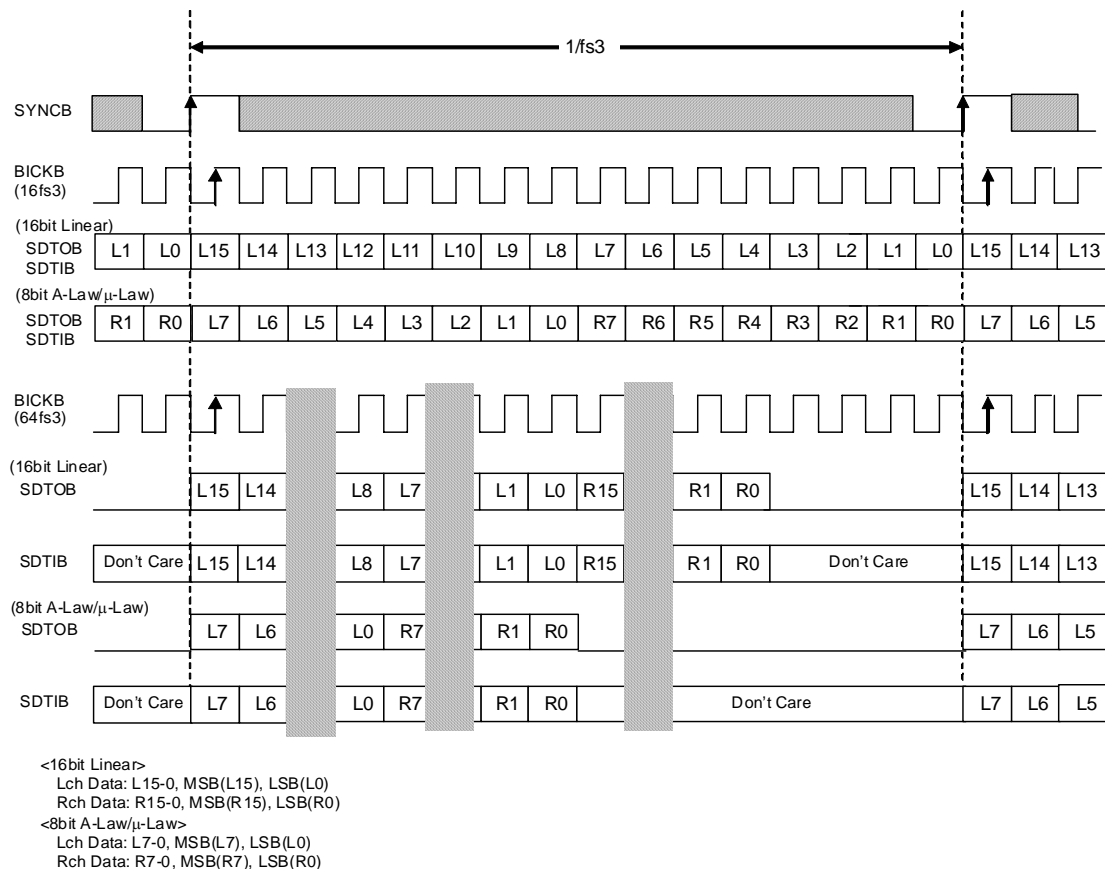 1/fs3
SYNCB
BICKB
(16fs3)
(16bit Linear)
SDTOB
SDTIB
L1 L0 L15 L14 L13 L12 L11 L10 L9 L8 L7 L6 L5 L4 L3 L2 L1 L0 L15 L14 L13
(8bit A-Law/μ-Law)
SDTOB
SDTIB
R1 R0 L7 L6 L5 L4 L3 L2 L1 L0 R7 R6 R5 R4 R3 R2 R1 R0 L7 L6 L5
BICKB
(64fs3)
(16bit Linear)
SDTOB L15 L14 L8 L7 L1 L0 R15 R1 R0 L15 L14 L13
SDTIB Don't Care L15 L14 L8 L7 L1 L0 R15 R1 R0 Don't Care L15 L14 L13
(8bit A-Law/μ-Law)
SDTOB L7 L6 L0 R7 R1 R0 L7 L6 L5
SDTIB Don't Care L7 L6 L0 R7 R1 R0 Don't Care L7 L6 L5
<16bit Linear>
Lch Data: L15-0, MSB(L15), LSB(L0)
Rch Data: R15-0, MSB(R15), LSB(R0)
<8bit A-Law/μ-Law>
Lch Data: L7-0, MSB(L7), LSB(L0)
Rch Data: R7-0, MSB(R7), LSB(R0)